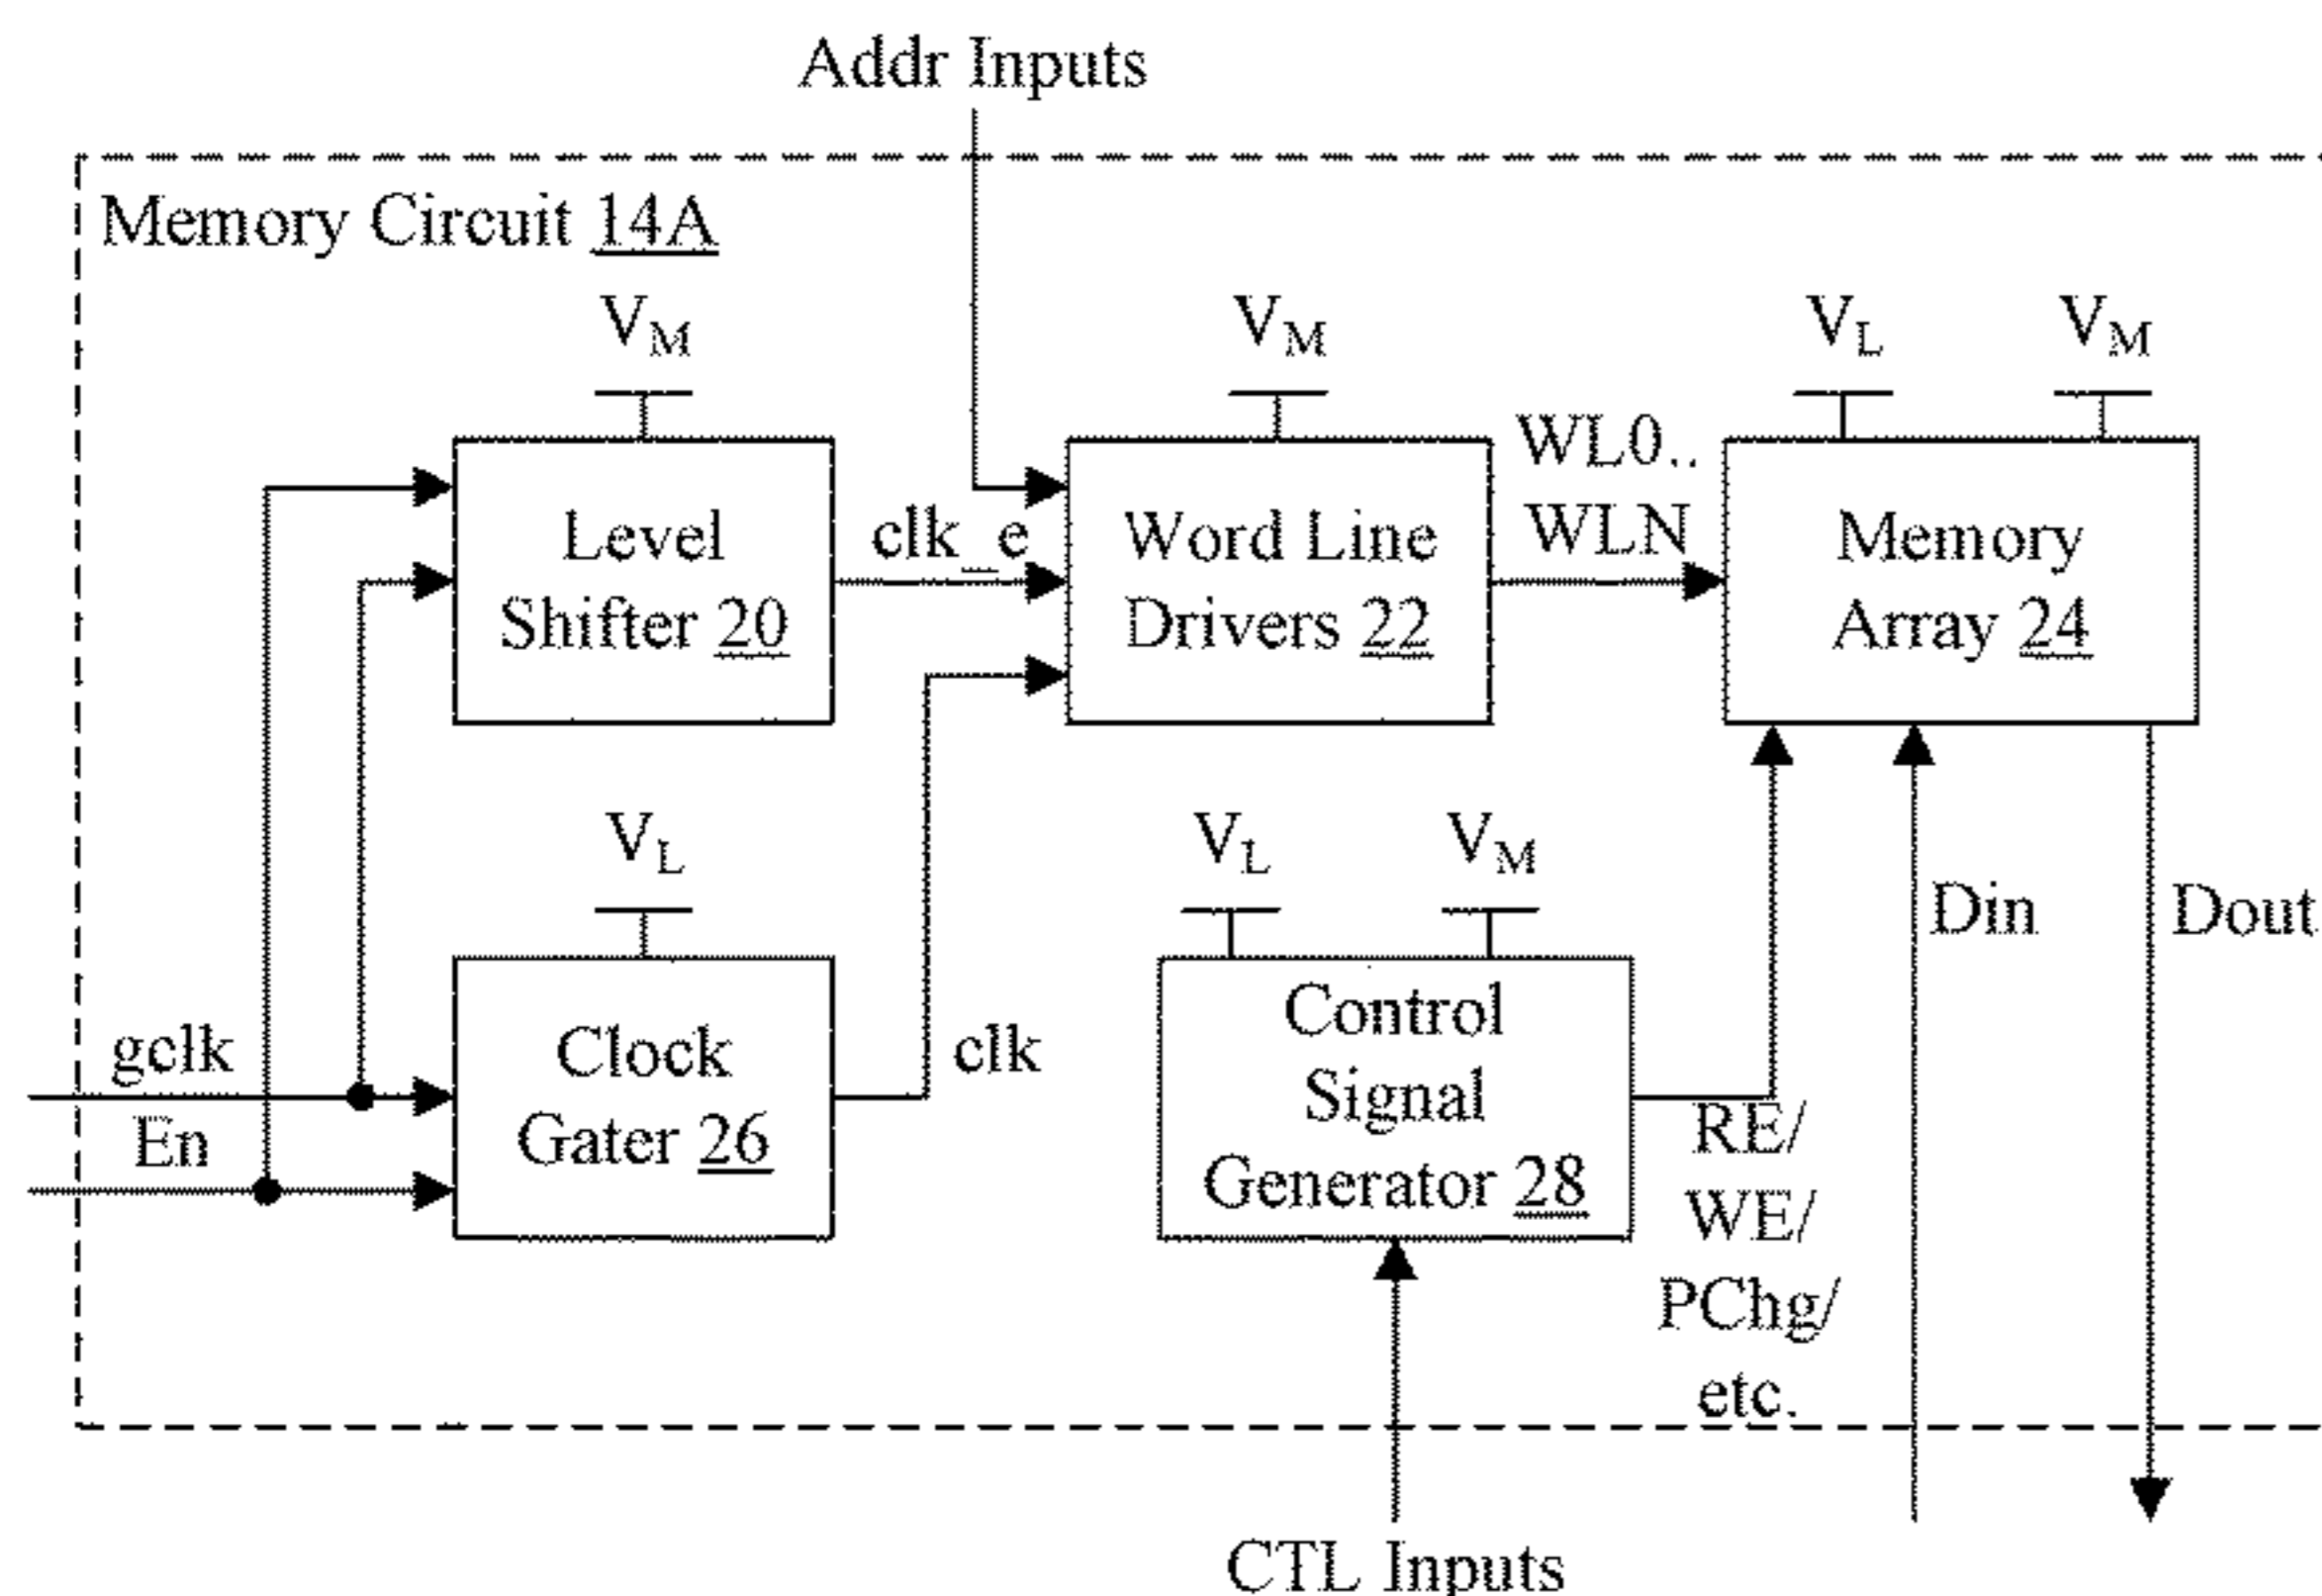 Addr Inputs
Memory Circuit 14A
V_M
V_M
V_L
V_M
Level
Shifter 20
clk_e
Word Line
Drivers 22
WL0..
WLN
Memory
Array 24
V_L
V_L
V_M
Din
Dout
gclk
En
Clock
Gater 26
clk
Control
Signal
Generator 28
RE/
WE/
PChg/
etc.
CTL Inputs